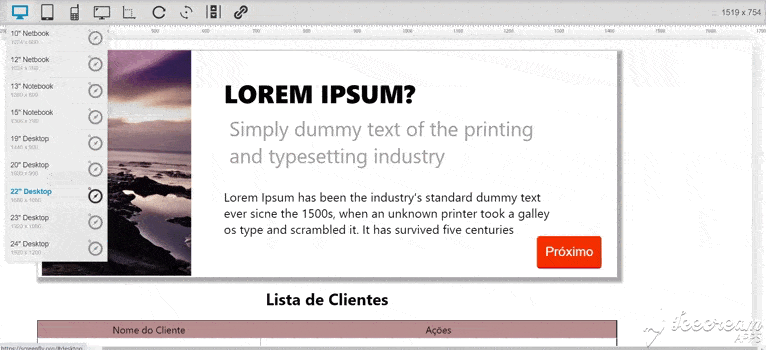 ... 1519 x 754
10" Netbook
1024 x 600
12" Netbook
1024 x 768
13" Notebook
1280 x 800
15" Notebook
1366 x 768
19" Desktop
1440 x 900
20" Desktop
1600 x 900
22" Desktop
1680 x 1050
23" Desktop
1920 x 1080
24" Desktop
1920 x 1200
LOREM IPSUM?
Simply dummy text of the printing
and typesetting industry
Lorem Ipsum has been the industry's standard dummy text
ever sicne the 1500s, when an unknown printer took a galley
os type and scrambled it. It has survived five centuries
Próximo
Lista de Clientes
Nome do Cliente Ações
Icecream
APPS